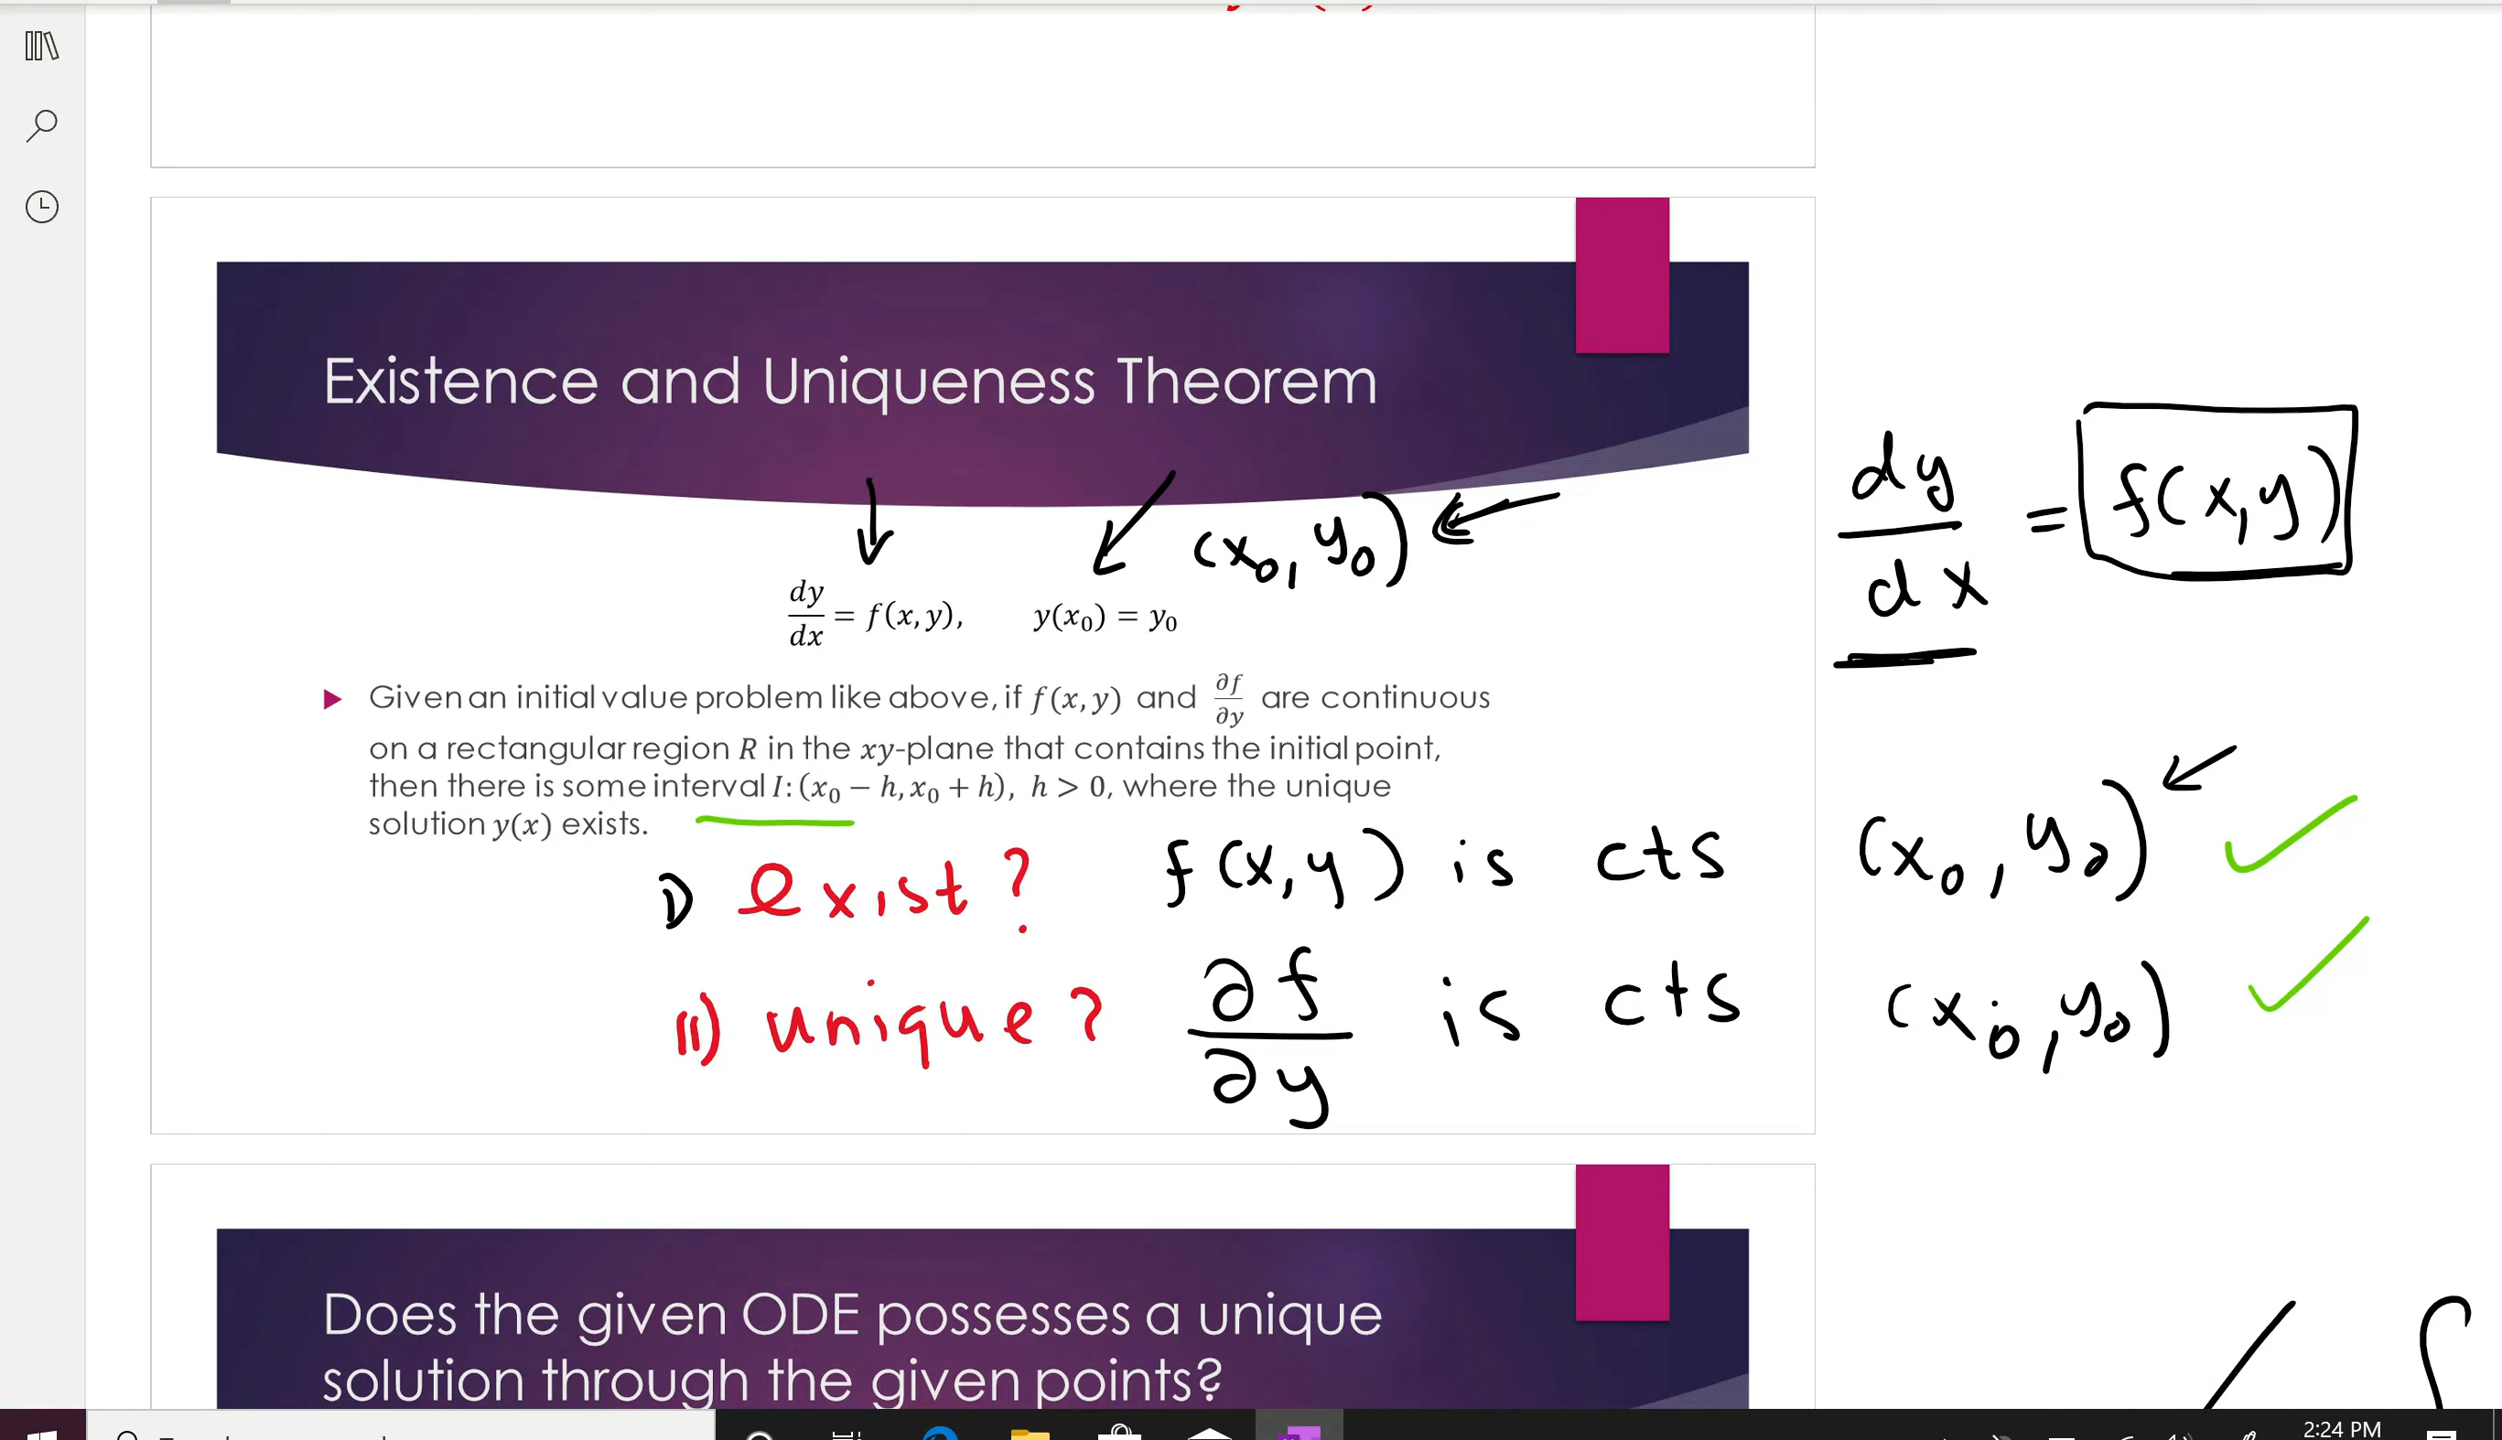 Existence and Uniqueness Theorem
(x₀, y₀)
dy/dx = f(x,y)
dy/dx = f(x, y),    y(x₀) = y₀
Given an initial value problem like above, if f(x, y) and ∂f/∂y are continuous
on a rectangular region R in the xy-plane that contains the initial point,
then there is some interval I: (x₀ − h, x₀ + h), h > 0, where the unique
solution y(x) exists.
I) exist? f(x,y) is cts (x₀, y₀)
II) unique? ∂f/∂y is cts (x₀, y₀)
Does the given ODE possesses a unique
solution through the given points?
2:24 PM